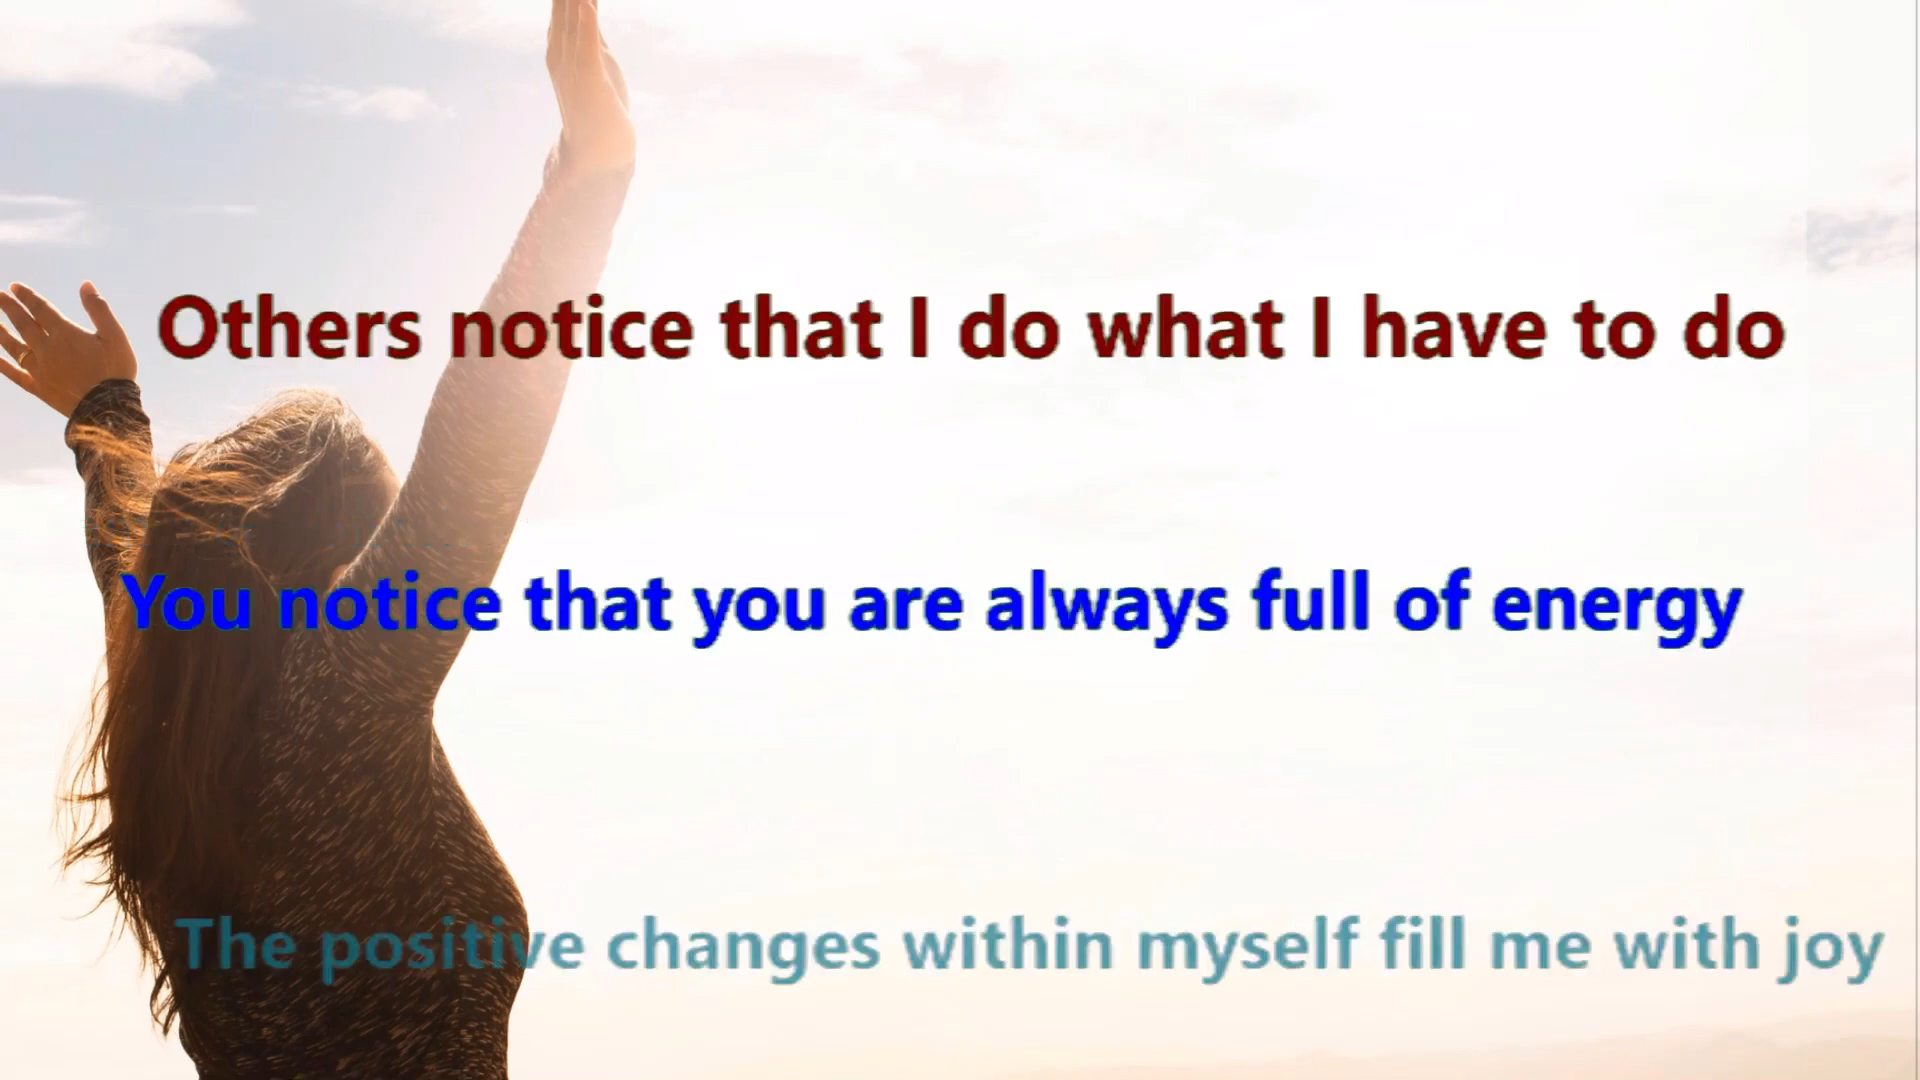 Others notice that I do what I have to do
You notice that you are always full of energy
The positive changes within myself fill me with joy